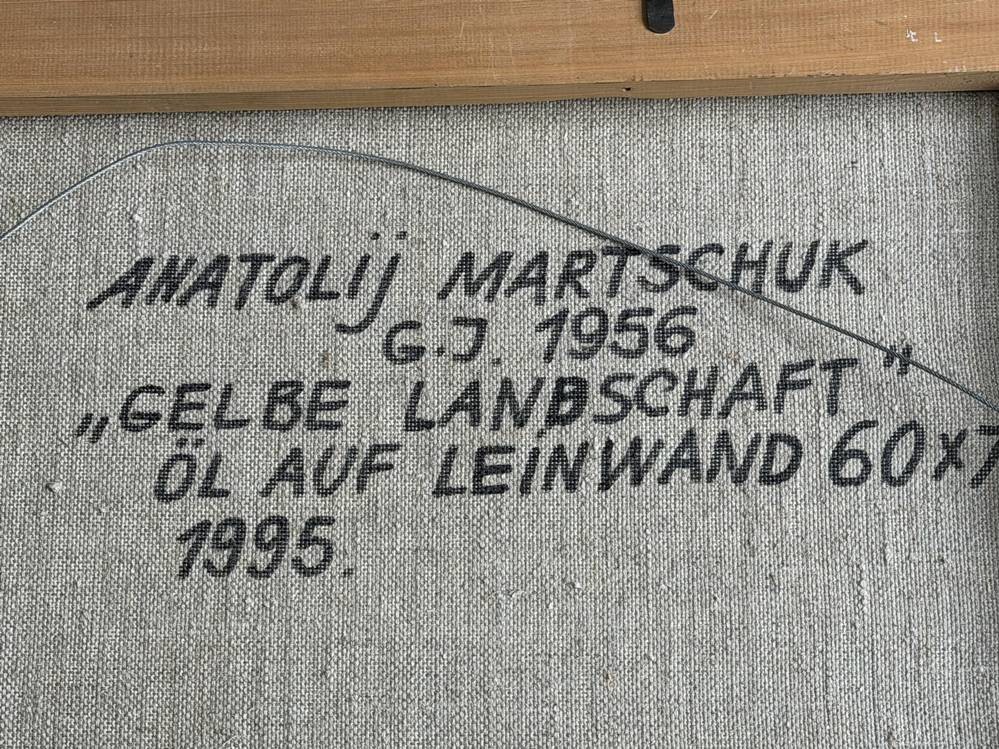 ANATOLIJ MARTSCHUK
G.J. 1956
„GELBE LANDSCHAFT"
ÖL AUF LEINWAND 60x7
1995.